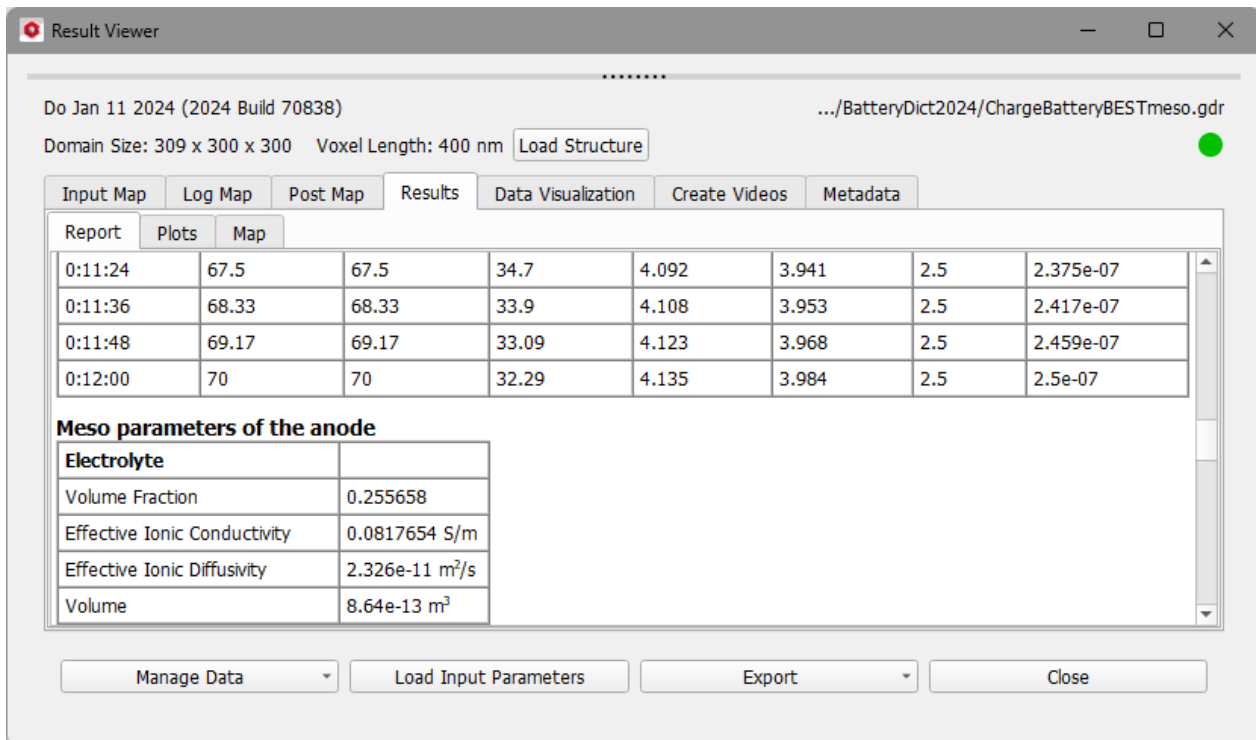 Result Viewer
Do Jan 11 2024 (2024 Build 70838) .../BatteryDict2024/ChargeBatteryBESTmeso.gdr
Domain Size: 309 x 300 x 300 Voxel Length: 400 nm Load Structure
Input Map Log Map Post Map Results Data Visualization Create Videos Metadata
Report Plots Map
0:11:24 67.5 67.5 34.7 4.092 3.941 2.5 2.375e-07
0:11:36 68.33 68.33 33.9 4.108 3.953 2.5 2.417e-07
0:11:48 69.17 69.17 33.09 4.123 3.968 2.5 2.459e-07
0:12:00 70 70 32.29 4.135 3.984 2.5 2.5e-07
Meso parameters of the anode
Electrolyte
Volume Fraction 0.255658
Effective Ionic Conductivity 0.0817654 S/m
Effective Ionic Diffusivity 2.326e-11 m²/s
Volume 8.64e-13 m³
Manage Data Load Input Parameters Export Close